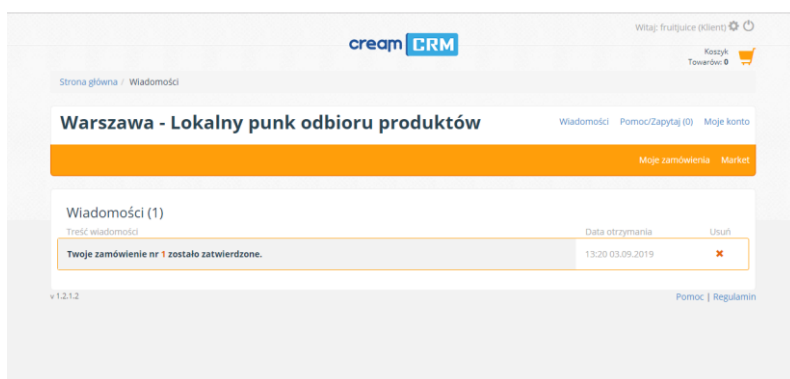 Witaj: fruitjuice (Klient)
cream CRM
Koszyk
Towarów: 0
Strona główna / Wiadomości
Warszawa - Lokalny punk odbioru produktów
Wiadomości Pomoc/Zapytaj (0) Moje konto
Moje zamówienia Market
Wiadomości (1)
Treść wiadomości Data otrzymania Usuń
Twoje zamówienie nr 1 zostało zatwierdzone. 13:20 03.09.2019
v 1.2.1.2 Pomoc | Regulamin